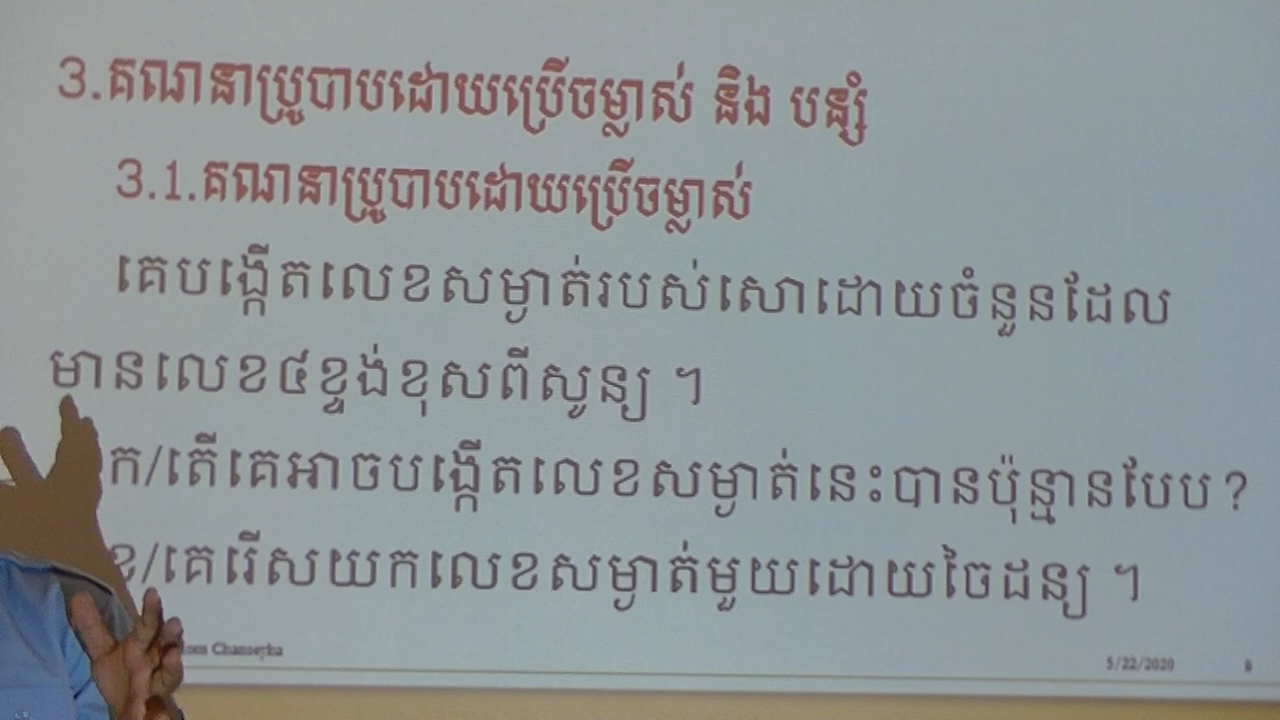 3.គណនាប្រូបាបដោយប្រើចម្លាស់ និង បន្សំ
3.1.គណនាប្រូបាបដោយប្រើចម្លាស់
គេបង្កើតលេខសម្ងាត់របស់សោដោយចំនួនដែល
មានលេខ៤ខ្ទង់ខុសពីសូន្យ ។
ក/តើគេអាចបង្កើតលេខសម្ងាត់នេះបានប៉ុន្មានបែប?
ខ/គេរើសយកលេខសម្ងាត់មួយដោយចៃដន្យ ។
Chanseyha
5/22/2020 8